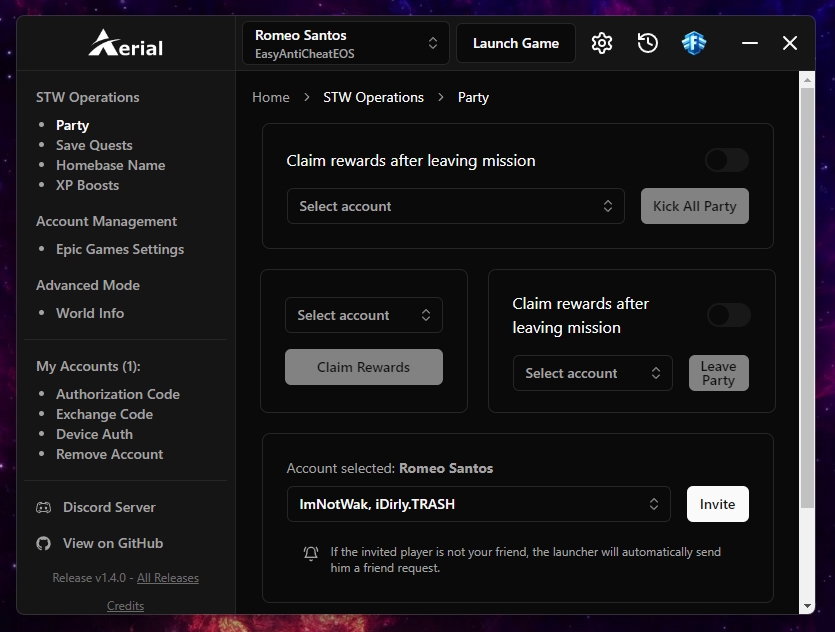 Aerial
Romeo Santos
EasyAntiCheatEOS
Launch Game
STW Operations
Party
Save Quests
Homebase Name
XP Boosts
Account Management
Epic Games Settings
Advanced Mode
World Info
My Accounts (1):
Authorization Code
Exchange Code
Device Auth
Remove Account
Discord Server
View on GitHub
Release v1.4.0 - All Releases
Credits
Home > STW Operations > Party
Claim rewards after leaving mission
Select account
Kick All Party
Select account
Claim Rewards
Claim rewards after
leaving mission
Select account
Leave
Party
Account selected: Romeo Santos
ImNotWak, iDirly.TRASH
Invite
If the invited player is not your friend, the launcher will automatically send
him a friend request.